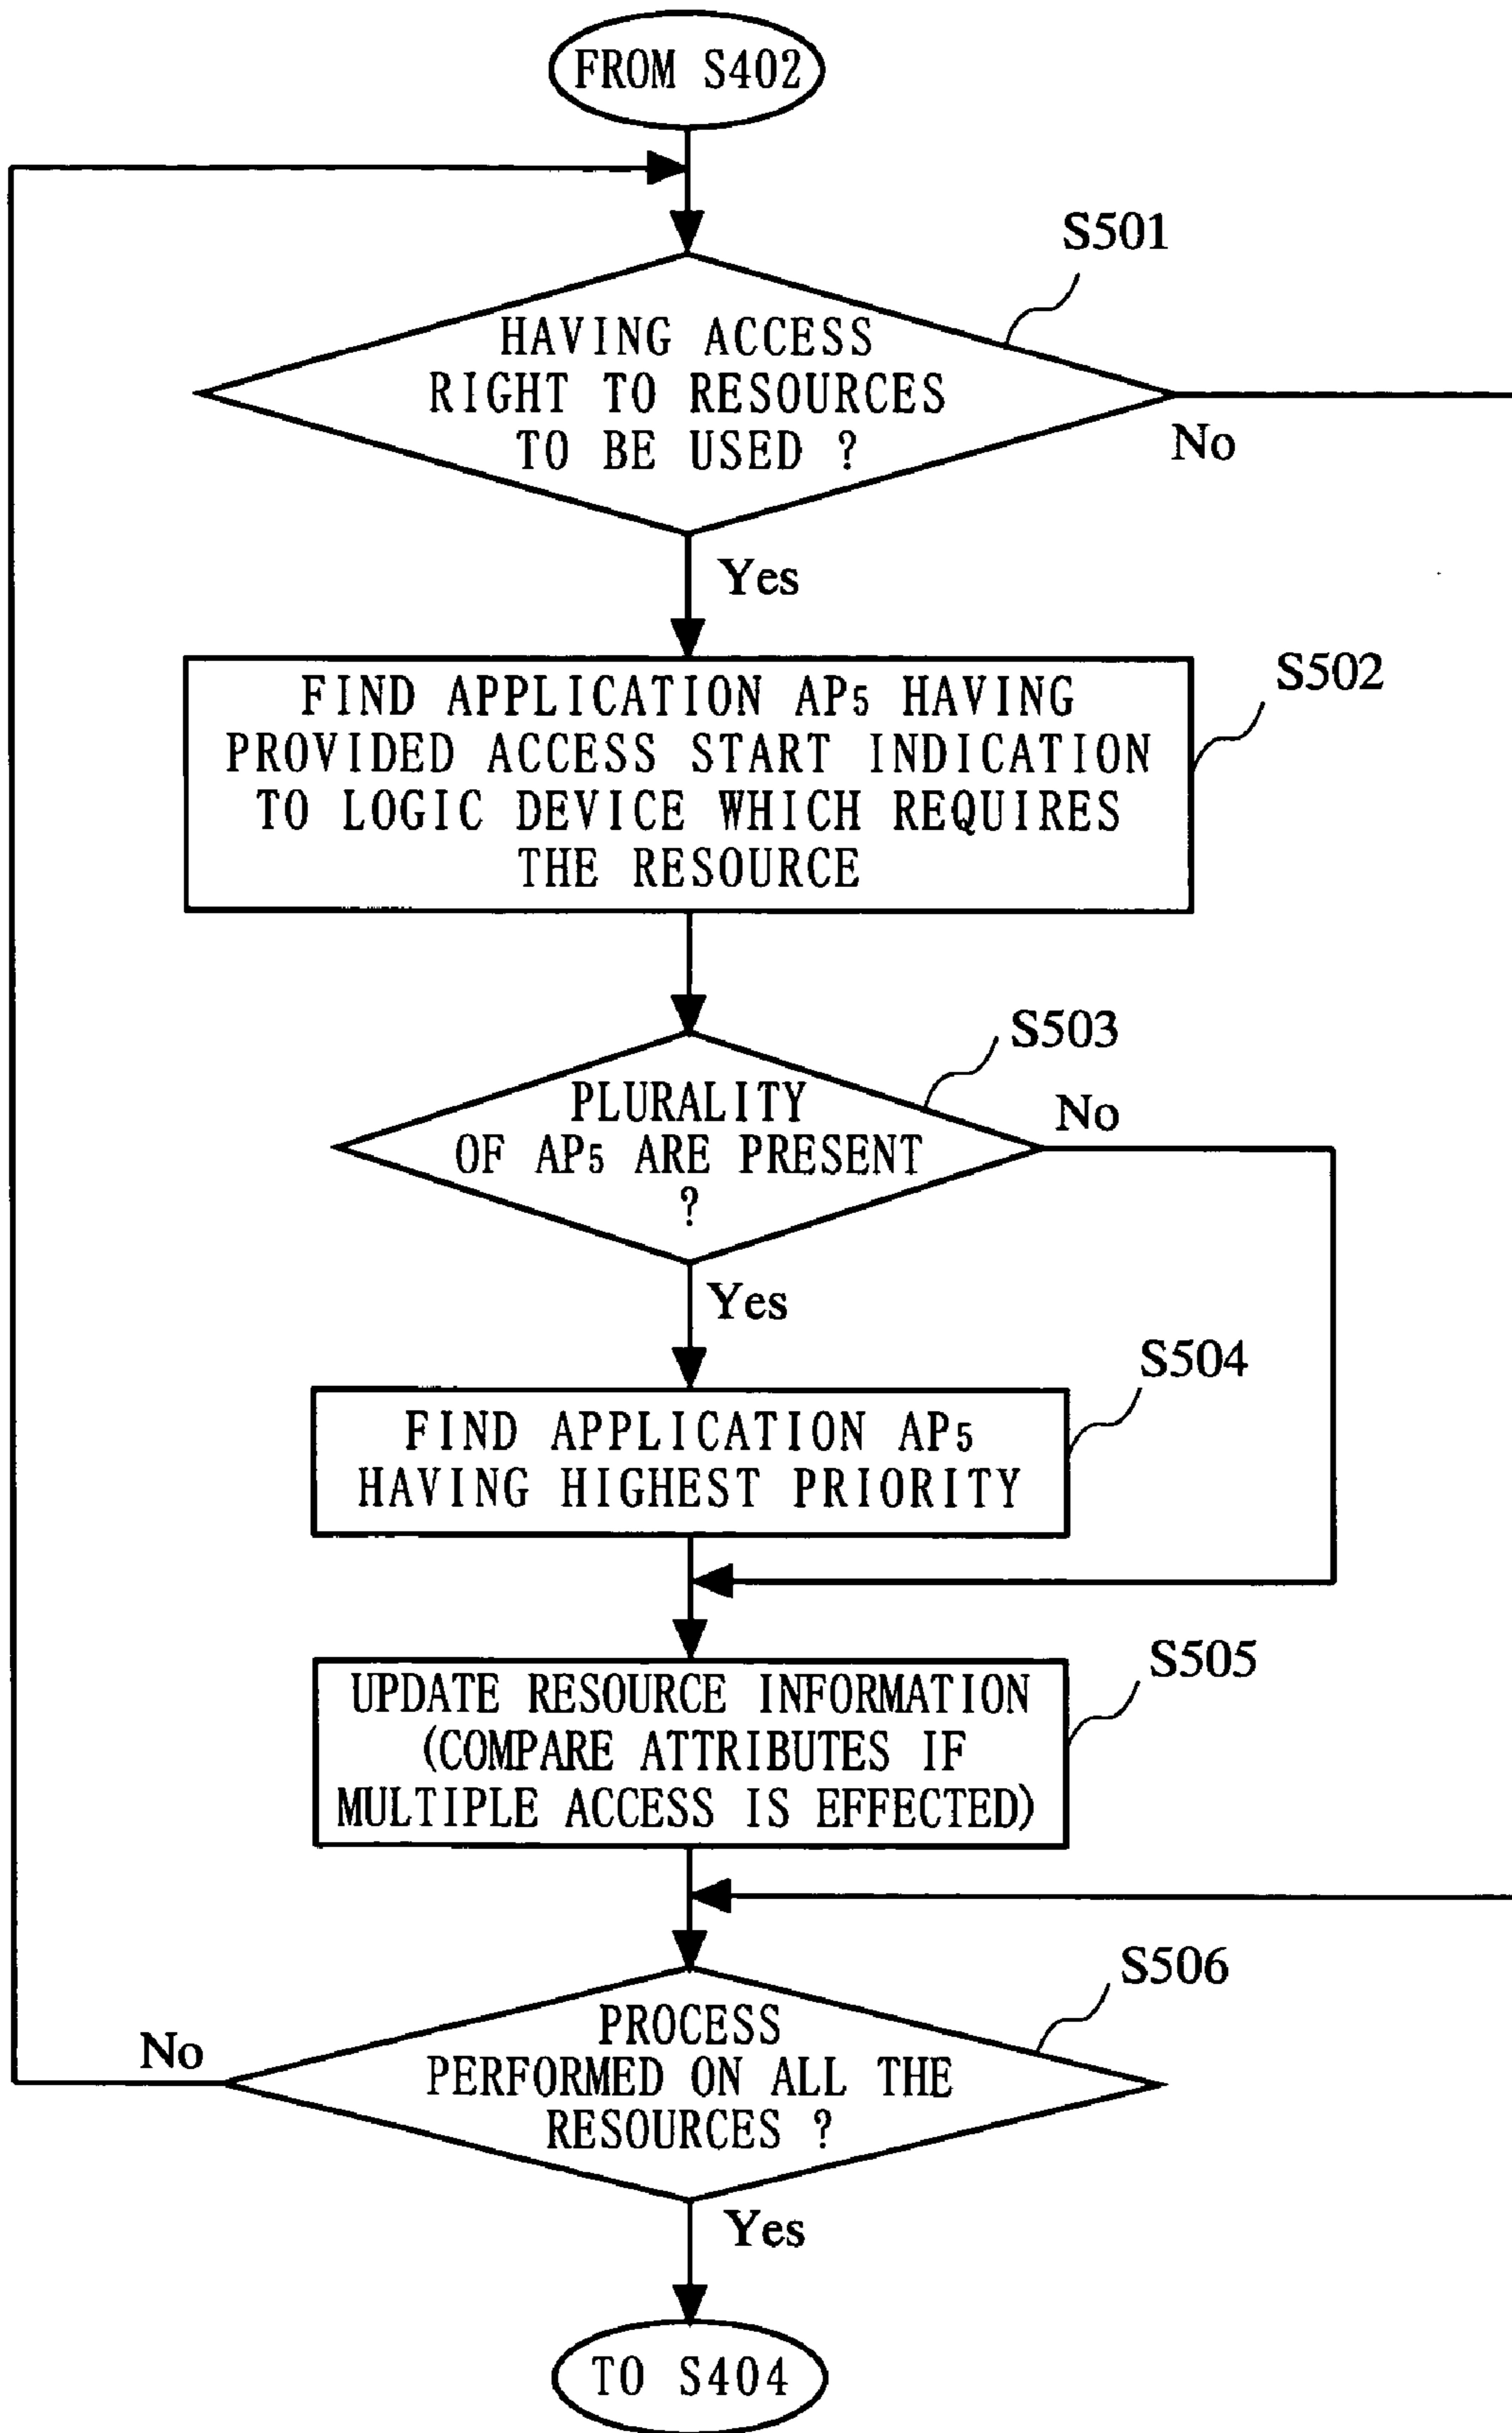 FROM S402
S501
HAVING ACCESS
RIGHT TO RESOURCES
TO BE USED ?
No
Yes
S502
FIND APPLICATION AP5 HAVING
PROVIDED ACCESS START INDICATION
TO LOGIC DEVICE WHICH REQUIRES
THE RESOURCE
S503
PLURALITY
OF AP5 ARE PRESENT
?
No
Yes
S504
FIND APPLICATION AP5
HAVING HIGHEST PRIORITY
S505
UPDATE RESOURCE INFORMATION
(COMPARE ATTRIBUTES IF
MULTIPLE ACCESS IS EFFECTED)
S506
PROCESS
PERFORMED ON ALL THE
RESOURCES ?
No
Yes
TO S404